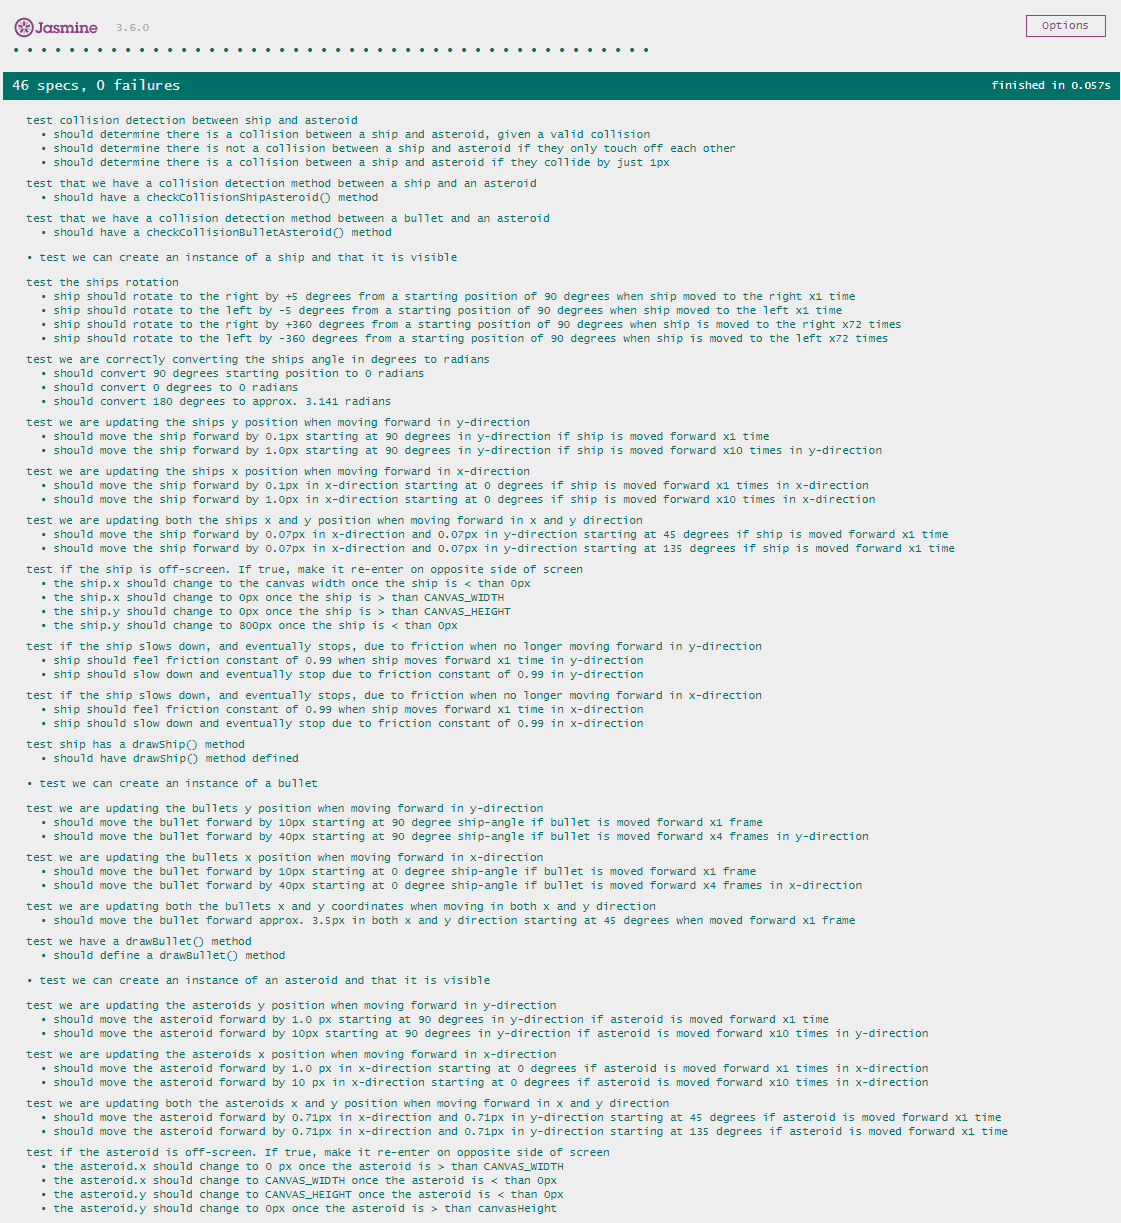 Jasmine 3.6.0
Options
46 specs, 0 failures
finished in 0.057s
test collision detection between ship and asteroid
• should determine there is a collision between a ship and asteroid, given a valid collision
• should determine there is not a collision between a ship and asteroid if they only touch off each other
• should determine there is a collision between a ship and asteroid if they collide by just 1px
test that we have a collision detection method between a ship and an asteroid
• should have a checkCollisionShipAsteroid() method
test that we have a collision detection method between a bullet and an asteroid
• should have a checkCollisionBulletAsteroid() method
• test we can create an instance of a ship and that it is visible
test the ships rotation
• ship should rotate to the right by +5 degrees from a starting position of 90 degrees when ship moved to the right x1 time
• ship should rotate to the left by -5 degrees from a starting position of 90 degrees when ship moved to the left x1 time
• ship should rotate to the right by +360 degrees from a starting position of 90 degrees when ship is moved to the right x72 times
• ship should rotate to the left by -360 degrees from a starting position of 90 degrees when ship is moved to the left x72 times
test we are correctly converting the ships angle in degrees to radians
• should convert 90 degrees starting position to 0 radians
• should convert 0 degrees to 0 radians
• should convert 180 degrees to approx. 3.141 radians
test we are updating the ships y position when moving forward in y-direction
• should move the ship forward by 0.1px starting at 90 degrees in y-direction if ship is moved forward x1 time
• should move the ship forward by 1.0px starting at 90 degrees in y-direction if ship is moved forward x10 times in y-direction
test we are updating the ships x position when moving forward in x-direction
• should move the ship forward by 0.1px in x-direction starting at 0 degrees if ship is moved forward x1 times in x-direction
• should move the ship forward by 1.0px in x-direction starting at 0 degrees if ship is moved forward x10 times in x-direction
test we are updating both the ships x and y position when moving forward in x and y direction
• should move the ship forward by 0.07px in x-direction and 0.07px in y-direction starting at 45 degrees if ship is moved forward x1 time
• should move the ship forward by 0.07px in x-direction and 0.07px in y-direction starting at 135 degrees if ship is moved forward x1 time
test if the ship is off-screen. If true, make it re-enter on opposite side of screen
• the ship.x should change to the canvas width once the ship is < than 0px
• the ship.x should change to 0px once the ship is > than CANVAS_WIDTH
• the ship.y should change to 0px once the ship is > than CANVAS_HEIGHT
• the ship.y should change to 800px once the ship is < than 0px
test if the ship slows down, and eventually stops, due to friction when no longer moving forward in y-direction
• ship should feel friction constant of 0.99 when ship moves forward x1 time in y-direction
• ship should slow down and eventually stop due to friction constant of 0.99 in y-direction
test if the ship slows down, and eventually stops, due to friction when no longer moving forward in x-direction
• ship should feel friction constant of 0.99 when ship moves forward x1 time in x-direction
• ship should slow down and eventually stop due to friction constant of 0.99 in x-direction
test ship has a drawShip() method
• should have drawShip() method defined
• test we can create an instance of a bullet
test we are updating the bullets y position when moving forward in y-direction
• should move the bullet forward by 10px starting at 90 degree ship-angle if bullet is moved forward x1 frame
• should move the bullet forward by 40px starting at 90 degree ship-angle if bullet is moved forward x4 frames in y-direction
test we are updating the bullets x position when moving forward in x-direction
• should move the bullet forward by 10px starting at 0 degree ship-angle if bullet is moved forward x1 frame
• should move the bullet forward by 40px starting at 0 degree ship-angle if bullet is moved forward x4 frames in x-direction
test we are updating both the bullets x and y coordinates when moving in both x and y direction
• should move the bullet forward approx. 3.5px in both x and y direction starting at 45 degrees when moved forward x1 frame
test we have a drawBullet() method
• should define a drawBullet() method
• test we can create an instance of an asteroid and that it is visible
test we are updating the asteroids y position when moving forward in y-direction
• should move the asteroid forward by 1.0 px starting at 90 degrees in y-direction if asteroid is moved forward x1 time
• should move the asteroid forward by 10px starting at 90 degrees in y-direction if asteroid is moved forward x10 times in y-direction
test we are updating the asteroids x position when moving forward in x-direction
• should move the asteroid forward by 1.0 px in x-direction starting at 0 degrees if asteroid is moved forward x1 times in x-direction
• should move the asteroid forward by 10 px in x-direction starting at 0 degrees if asteroid is moved forward x10 times in x-direction
test we are updating both the asteroids x and y position when moving forward in x and y direction
• should move the asteroid forward by 0.71px in x-direction and 0.71px in y-direction starting at 45 degrees if asteroid is moved forward x1 time
• should move the asteroid forward by 0.71px in x-direction and 0.71px in y-direction starting at 135 degrees if asteroid is moved forward x1 time
test if the asteroid is off-screen. If true, make it re-enter on opposite side of screen
• the asteroid.x should change to 0 px once the asteroid is > than CANVAS_WIDTH
• the asteroid.x should change to CANVAS_WIDTH once the asteroid is < than 0px
• the asteroid.y should change to CANVAS_HEIGHT once the asteroid is < than 0px
• the asteroid.y should change to 0px once the asteroid is > than canvasHeight